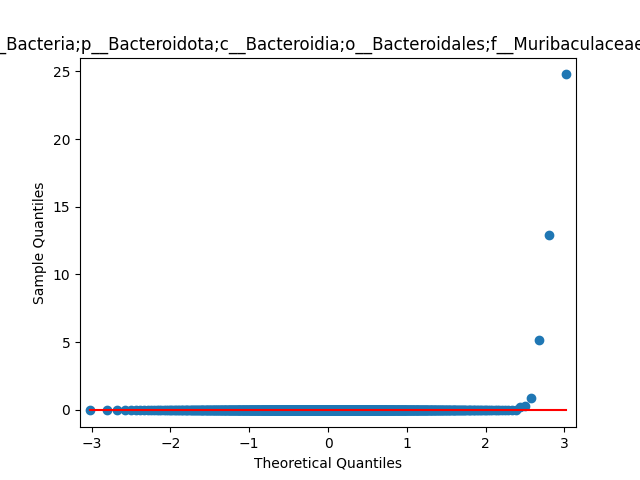 _Bacteria;p__Bacteroidota;c__Bacteroidia;o__Bacteroidales;f__Muribaculaceae
25
20
15
10
5
0
Sample Quantiles
−3 −2 −1 0 1 2 3
Theoretical Quantiles